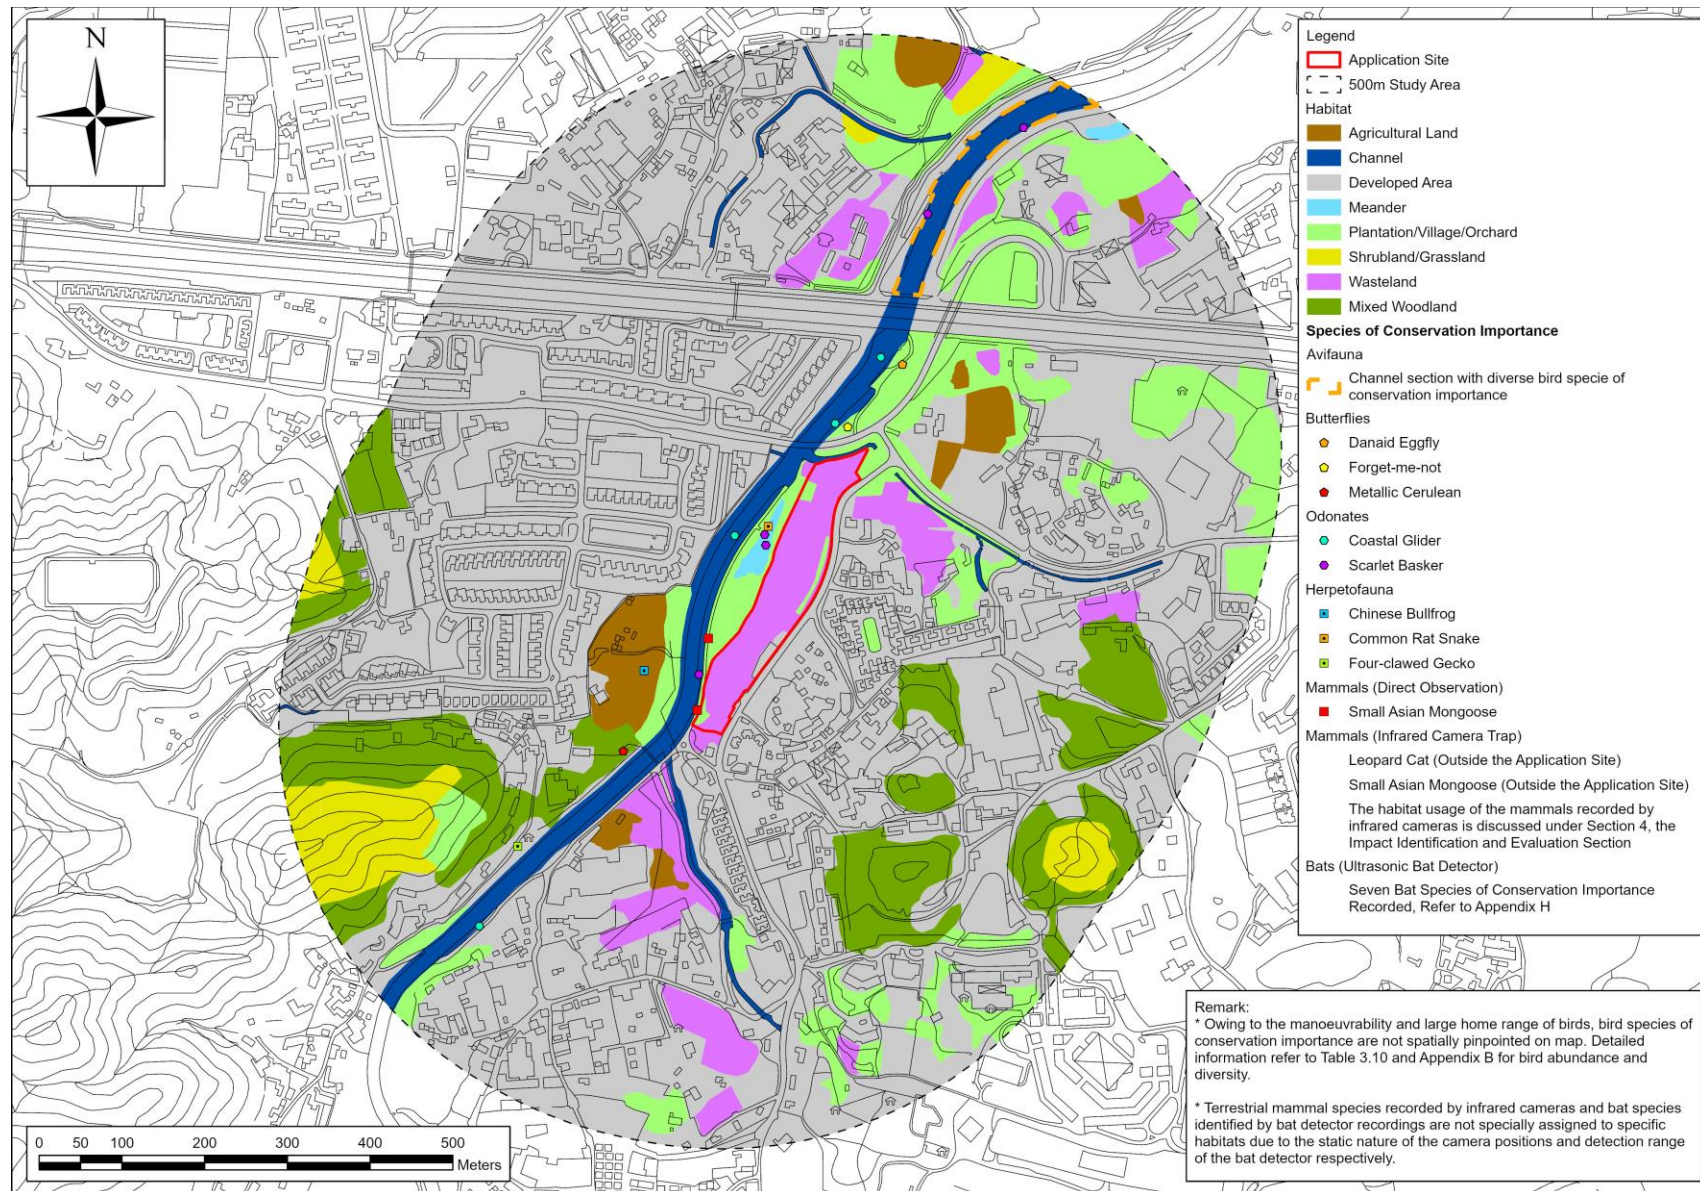 N
Legend
Application Site
500m Study Area
Habitat
Agricultural Land
Channel
Developed Area
Meander
Plantation/Village/Orchard
Shrubland/Grassland
Wasteland
Mixed Woodland
Species of Conservation Importance
Avifauna
Channel section with diverse bird specie of
conservation importance
Butterflies
Danaid Eggfly
Forget-me-not
Metallic Cerulean
Odonates
Coastal Glider
Scarlet Basker
Herpetofauna
Chinese Bullfrog
Common Rat Snake
Four-clawed Gecko
Mammals (Direct Observation)
Small Asian Mongoose
Mammals (Infrared Camera Trap)
Leopard Cat (Outside the Application Site)
Small Asian Mongoose (Outside the Application Site)
The habitat usage of the mammals recorded by
infrared cameras is discussed under Section 4, the
Impact Identification and Evaluation Section
Bats (Ultrasonic Bat Detector)
Seven Bat Species of Conservation Importance
Recorded, Refer to Appendix H
Remark:
* Owing to the manoeuvrability and large home range of birds, bird species of
conservation importance are not spatially pinpointed on map. Detailed
information refer to Table 3.10 and Appendix B for bird abundance and
diversity.
* Terrestrial mammal species recorded by infrared cameras and bat species
identified by bat detector recordings are not specially assigned to specific
habitats due to the static nature of the camera positions and detection range
of the bat detector respectively.
0 50 100 200 300 400 500
Meters